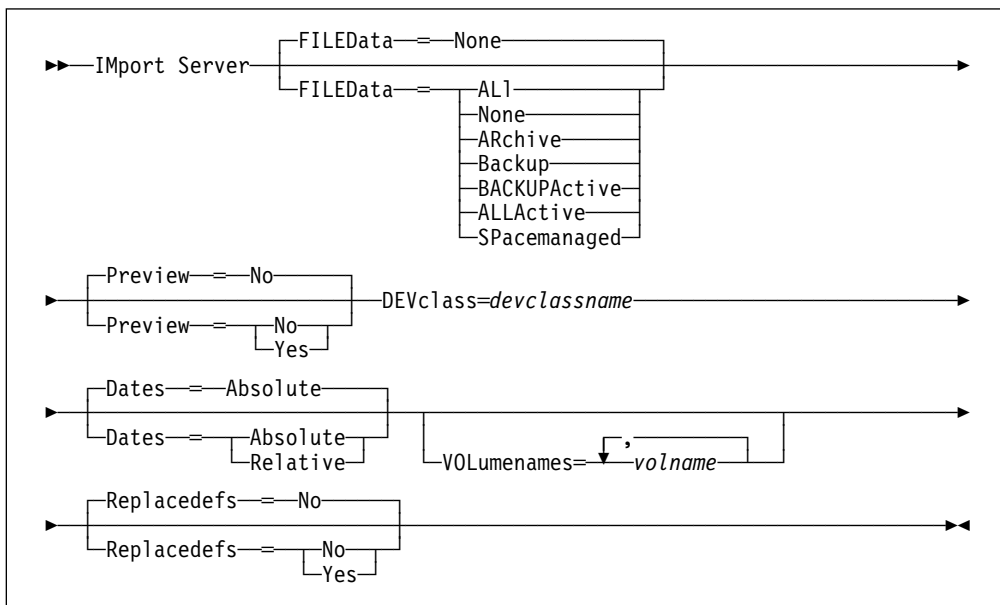 FILEData = None
IMport Server
FILEData = ALl
None
ARchive
Backup
BACKUPActive
ALLActive
SPacemanaged
Preview = No
DEVclass=devclassname
Preview = No
Yes
Dates = Absolute
Dates = Absolute
Relative
,
VOLumenames= volname
Replacedefs = No
Replacedefs = No
Yes